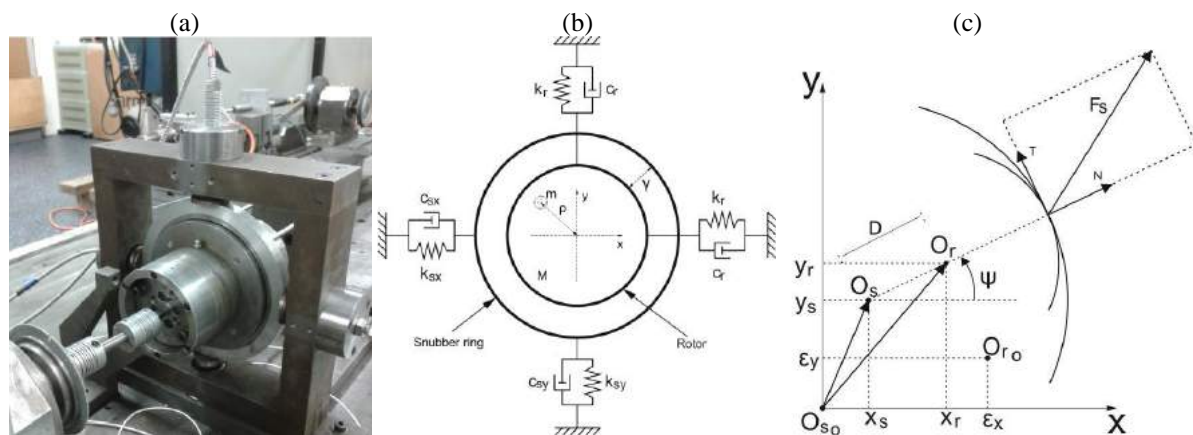 (a)
(b)
(c)
kr
cr
m
ρ
y
x
M
γ
csx
ksx
kr
cr
Snubber ring
Rotor
csy
ksy
y
Fs
T
N
D
Or
yr
Os
ψ
ys
Oro
εy
Oso
xs
xr
εx
x